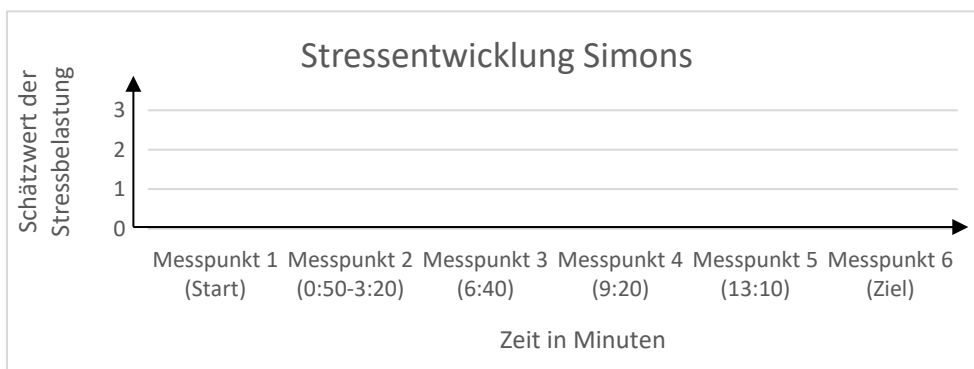 Stressentwicklung Simons
Schätzwert der
Stressbelastung
3
2
1
0
Messpunkt 1 Messpunkt 2 Messpunkt 3 Messpunkt 4 Messpunkt 5 Messpunkt 6
(Start) (0:50-3:20) (6:40) (9:20) (13:10) (Ziel)
Zeit in Minuten